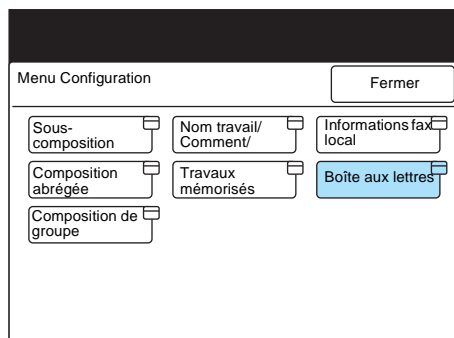 Menu Configuration
Fermer
Sous-
composition
Nom travail/
Comment/
Informations fax
local
Composition
abrégée
Travaux
mémorisés
Boîte aux lettres
Composition de
groupe